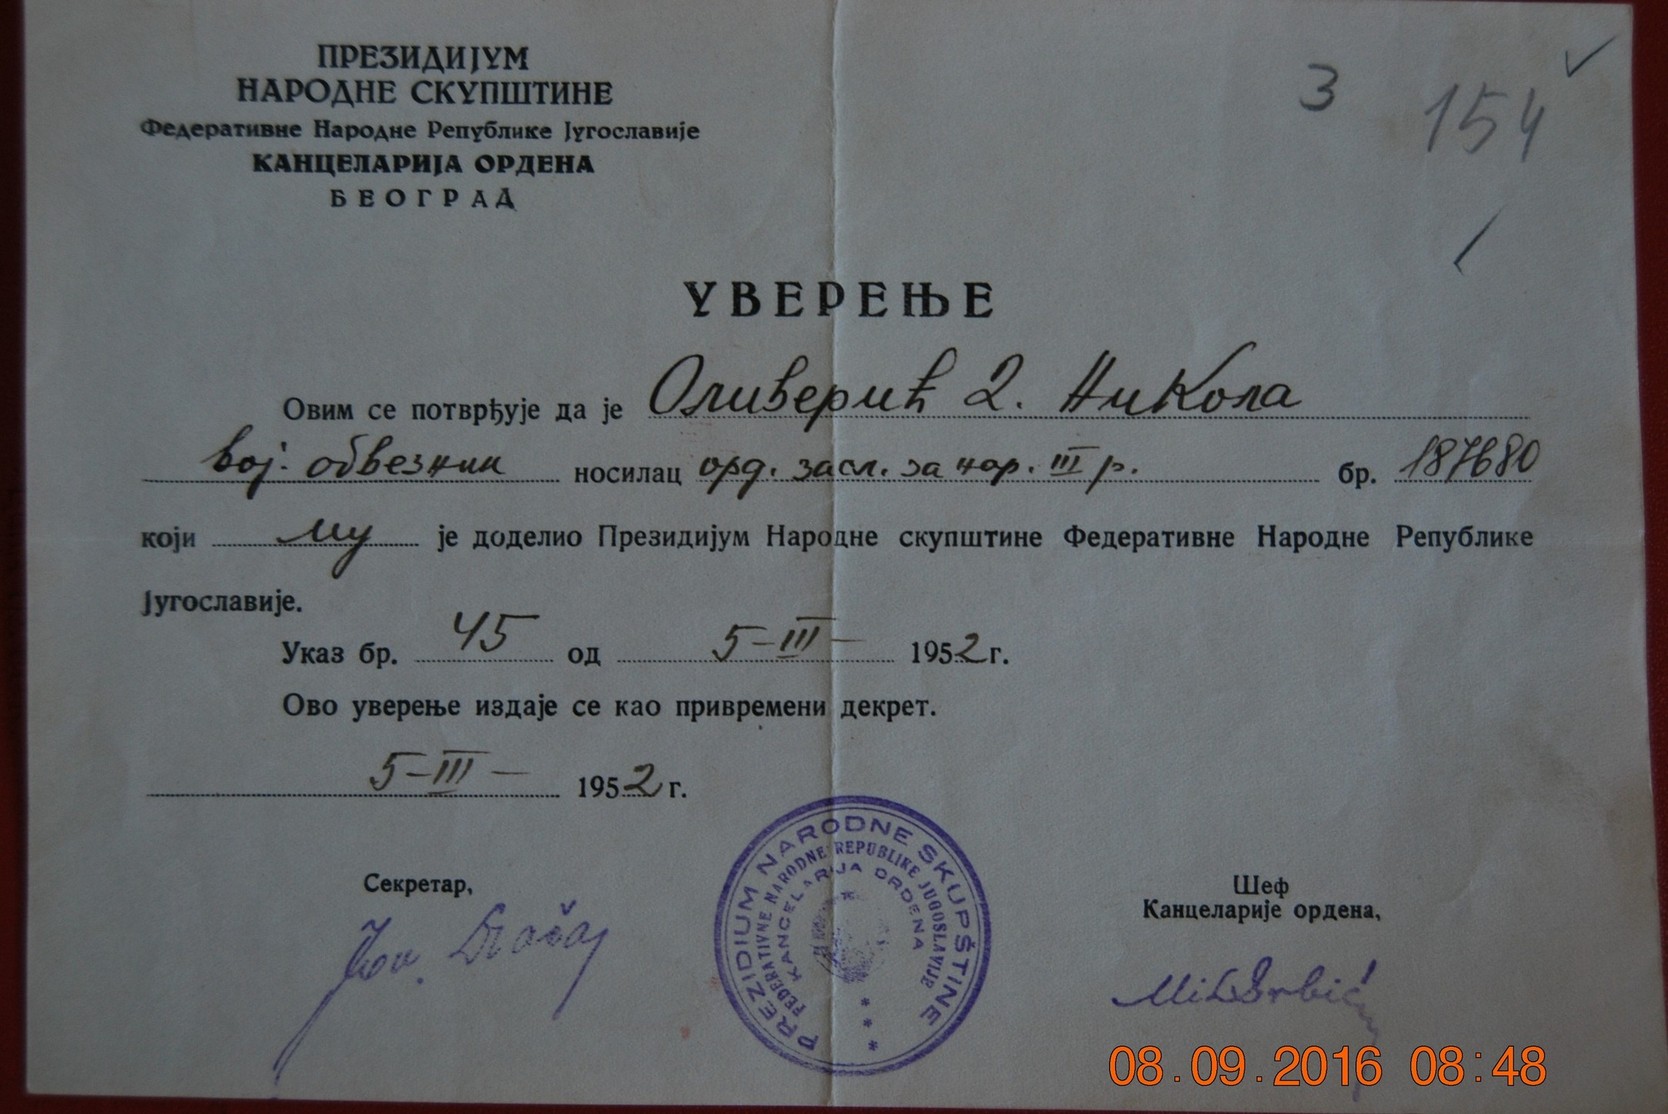 ПРЕЗИДИЈУМ
НАРОДНЕ СКУПШТИНЕ
Федеративне Народне Републике Југославије
КАНЦЕЛАРИЈА ОРДЕНА
БЕОГРАД
3
154
УВЕРЕЊЕ
Овим се потврђује да је Оливерић 2. Никола
вој. обвезник носилац орд. засл. за нар. III р. бр. 187680
који му је доделио Президијум Народне скупштине Федеративне Народне Републике
Југославије.
Указ бр. 45 од 5-III- 1952 г.
Ово уверење издаје се као привремени декрет.
5-III- 1952 г.
PREZIDIUM NARODNE SKUPŠTINE
FEDERATIVNE NARODNE REPUBLIKE JUGOSLAVIJE
KANCELARIJA ORDENA
Секретар,
Шеф
Канцеларије ордена,
Mil Srbić
08.09.2016 08:48